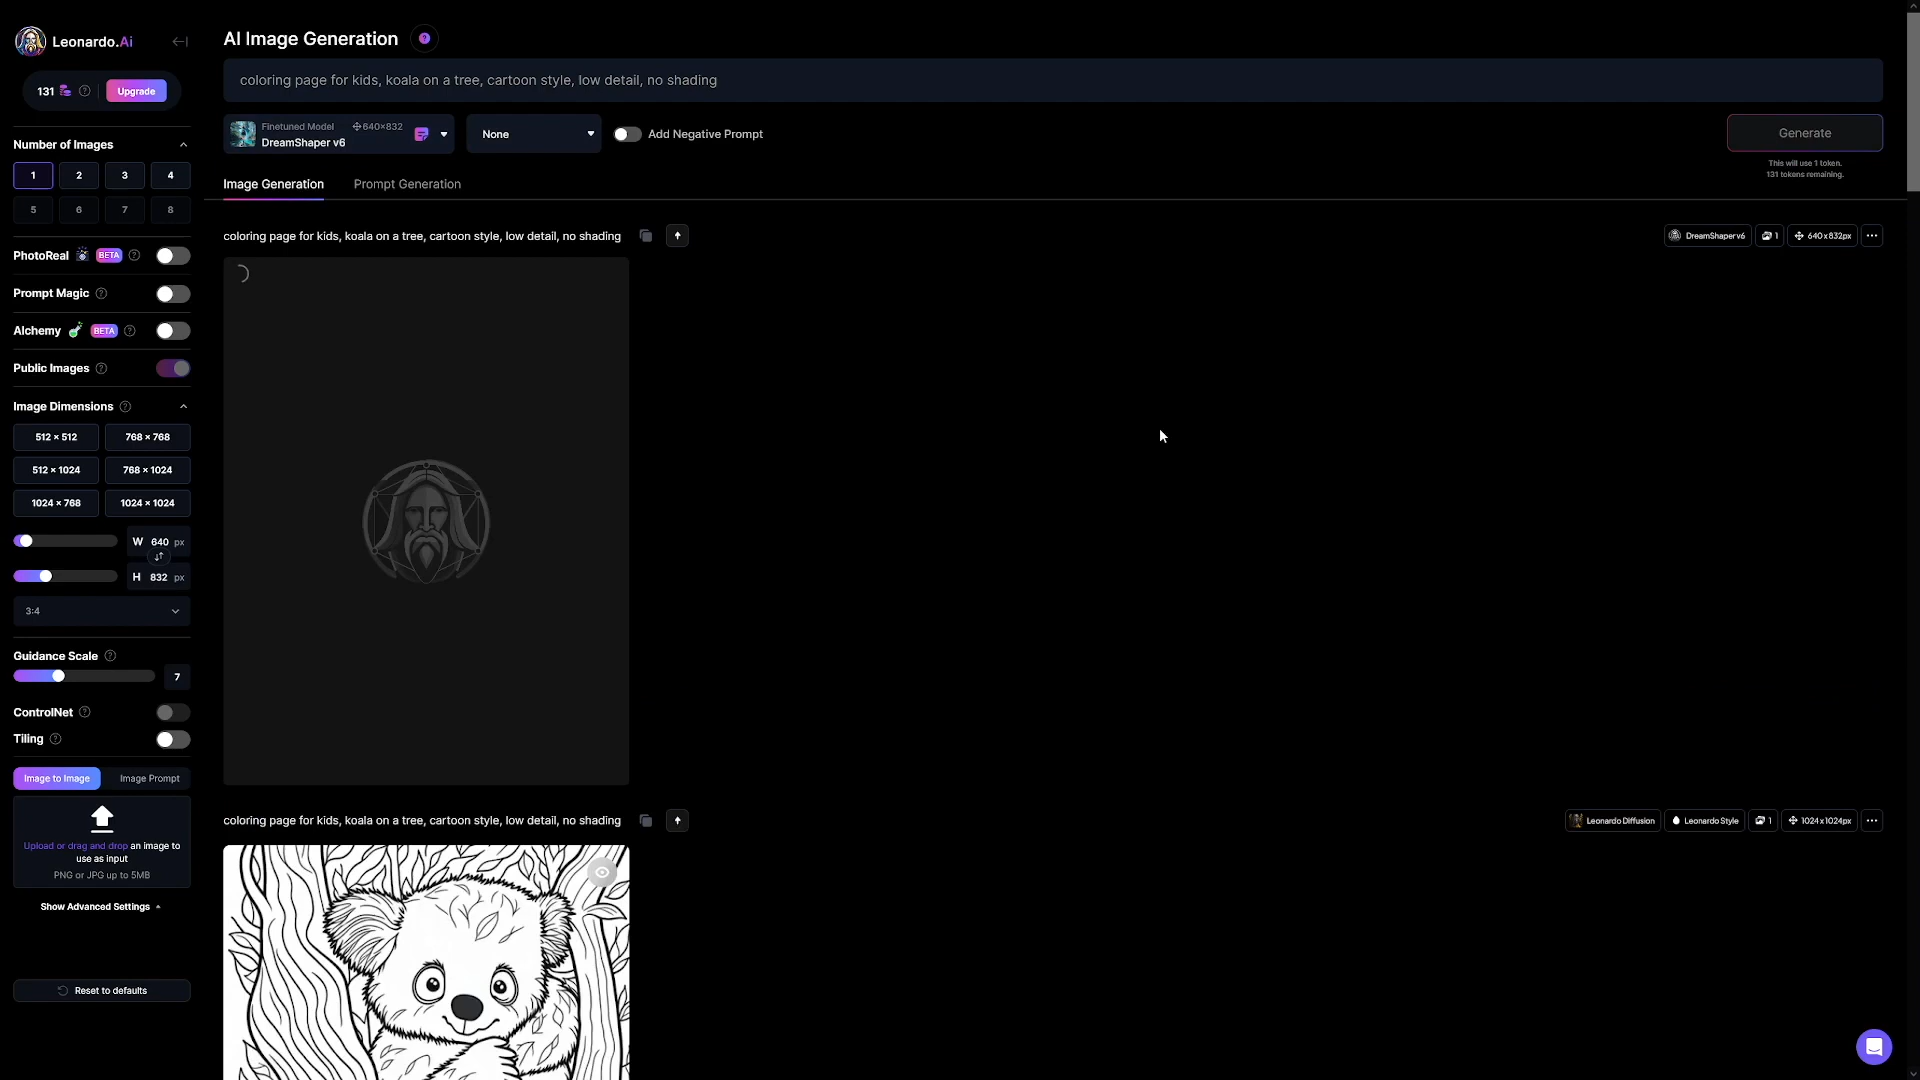 Leonardo.Ai
131
Upgrade
Number of Images
1 2 3 4
5 6 7 8
PhotoReal BETA
Prompt Magic
Alchemy BETA
Public Images
Image Dimensions
512 × 512 768 × 768
512 × 1024 768 × 1024
1024 × 768 1024 × 1024
W 640 px
H 832 px
3:4
Guidance Scale
7
ControlNet
Tiling
Image to Image Image Prompt
Upload or drag and drop an image to
use as input
PNG or JPG up to 5MB
Show Advanced Settings
Reset to defaults
AI Image Generation ?
coloring page for kids, koala on a tree, cartoon style, low detail, no shading
Finetuned Model 640×832
DreamShaper v6
None
Add Negative Prompt
Generate
This will use 1 token.
131 tokens remaining.
Image Generation Prompt Generation
coloring page for kids, koala on a tree, cartoon style, low detail, no shading
DreamShaper v6 1 640 x 832px
coloring page for kids, koala on a tree, cartoon style, low detail, no shading
Leonardo Diffusion Leonardo Style 1 1024 x 1024px